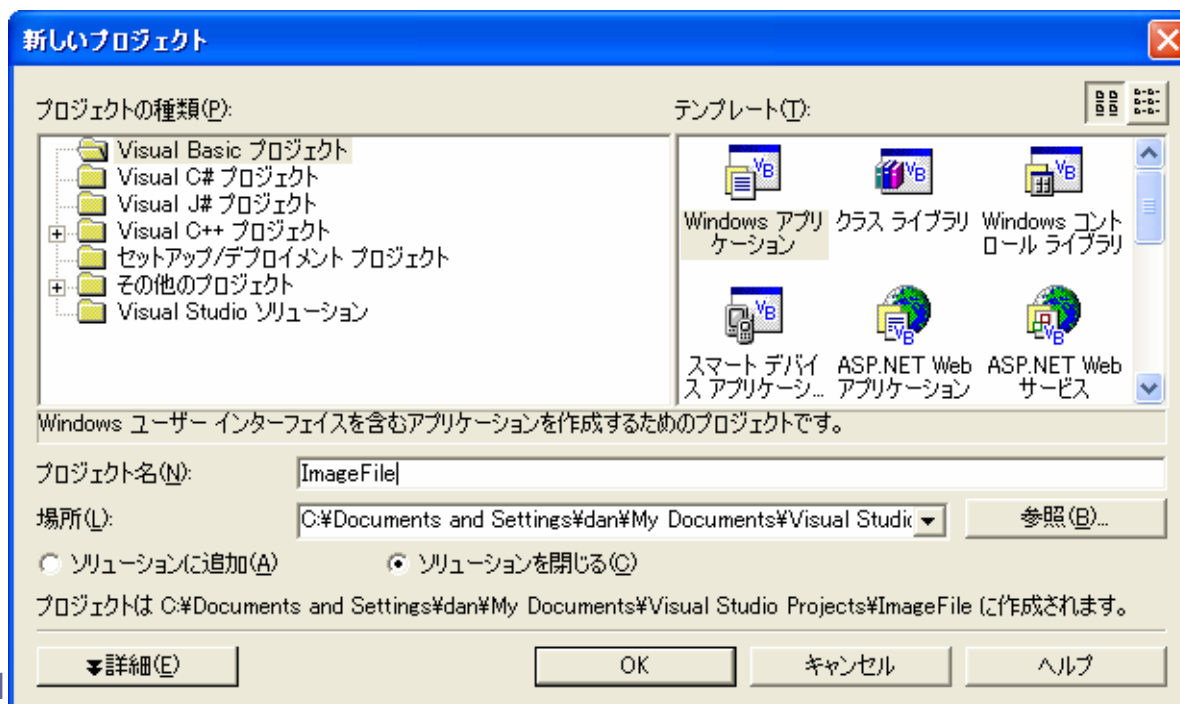 新しいプロジェクト
プロジェクトの種類(P):
テンプレート(T):
Visual Basic プロジェクト
Visual C# プロジェクト
Visual J# プロジェクト
Visual C++ プロジェクト
セットアップ/デプロイメント プロジェクト
その他のプロジェクト
Visual Studio ソリューション
Windows アプリ
ケーション
クラス ライブラリ
Windows コント
ロール ライブラリ
スマート デバイ
ス アプリケーシ...
ASP.NET Web
アプリケーション
ASP.NET Web
サービス
Windows ユーザー インターフェイスを含むアプリケーションを作成するためのプロジェクトです。
プロジェクト名(N):
ImageFile
場所(L):
C:¥Documents and Settings¥dan¥My Documents¥Visual Studic
参照(B)...
ソリューションに追加(A)
ソリューションを閉じる(C)
プロジェクトは C:¥Documents and Settings¥dan¥My Documents¥Visual Studio Projects¥ImageFile に作成されます。
詳細(E)
OK
キャンセル
ヘルプ